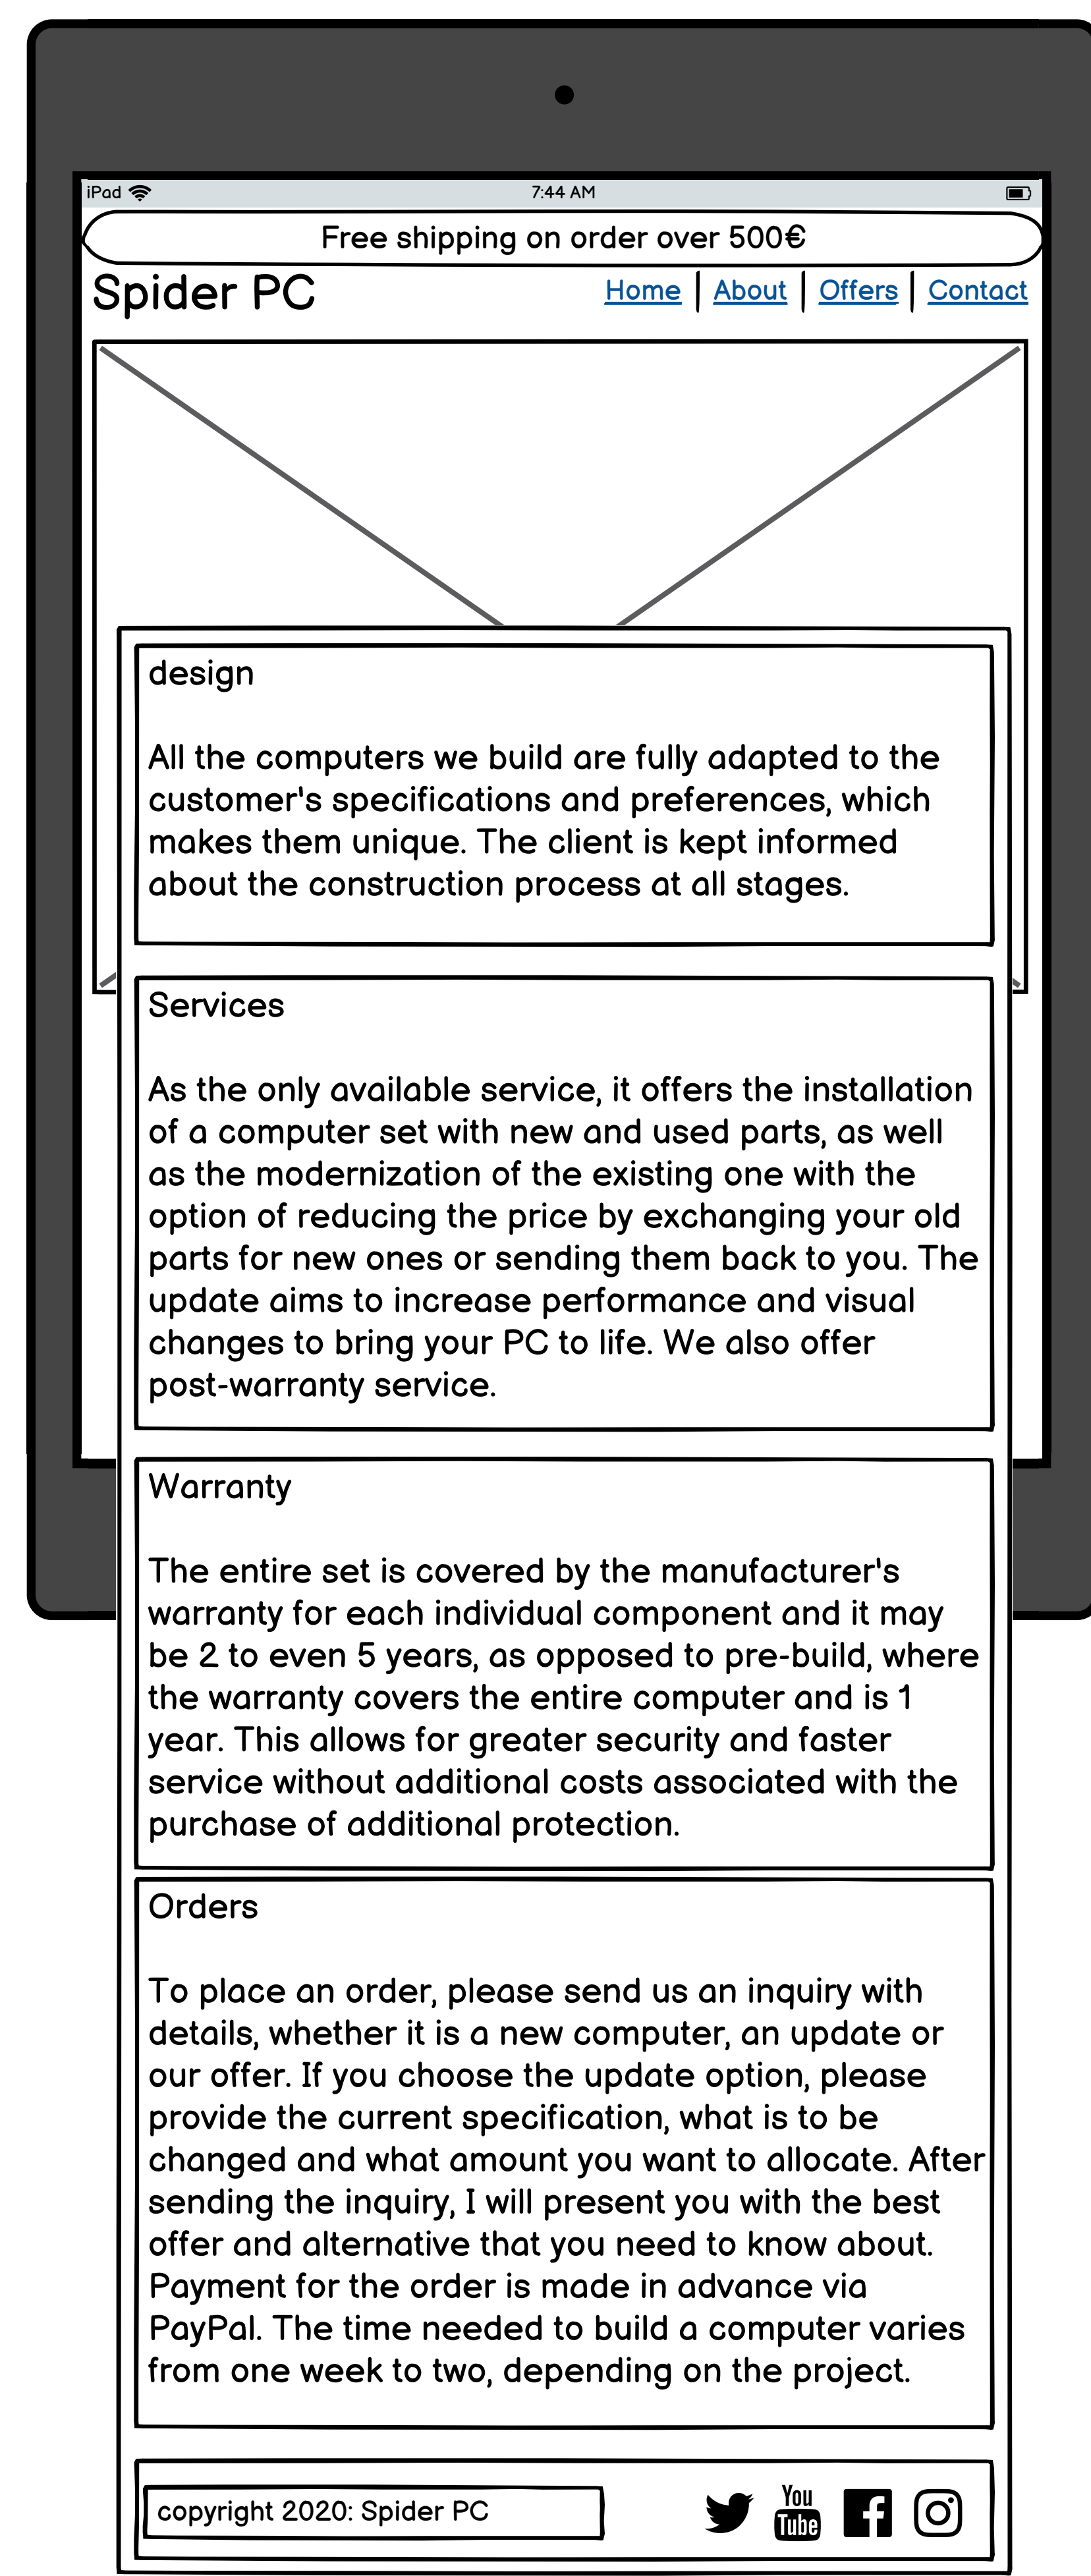 iPad 7:44 AM
Free shipping on order over 500€
Spider PC Home About Offers Contact
design
All the computers we build are fully adapted to the
customer's specifications and preferences, which
makes them unique. The client is kept informed
about the construction process at all stages.
Services
As the only available service, it offers the installation
of a computer set with new and used parts, as well
as the modernization of the existing one with the
option of reducing the price by exchanging your old
parts for new ones or sending them back to you. The
update aims to increase performance and visual
changes to bring your PC to life. We also offer
post-warranty service.
Warranty
The entire set is covered by the manufacturer's
warranty for each individual component and it may
be 2 to even 5 years, as opposed to pre-build, where
the warranty covers the entire computer and is 1
year. This allows for greater security and faster
service without additional costs associated with the
purchase of additional protection.
Orders
To place an order, please send us an inquiry with
details, whether it is a new computer, an update or
our offer. If you choose the update option, please
provide the current specification, what is to be
changed and what amount you want to allocate. After
sending the inquiry, I will present you with the best
offer and alternative that you need to know about.
Payment for the order is made in advance via
PayPal. The time needed to build a computer varies
from one week to two, depending on the project.
copyright 2020: Spider PC You Tube